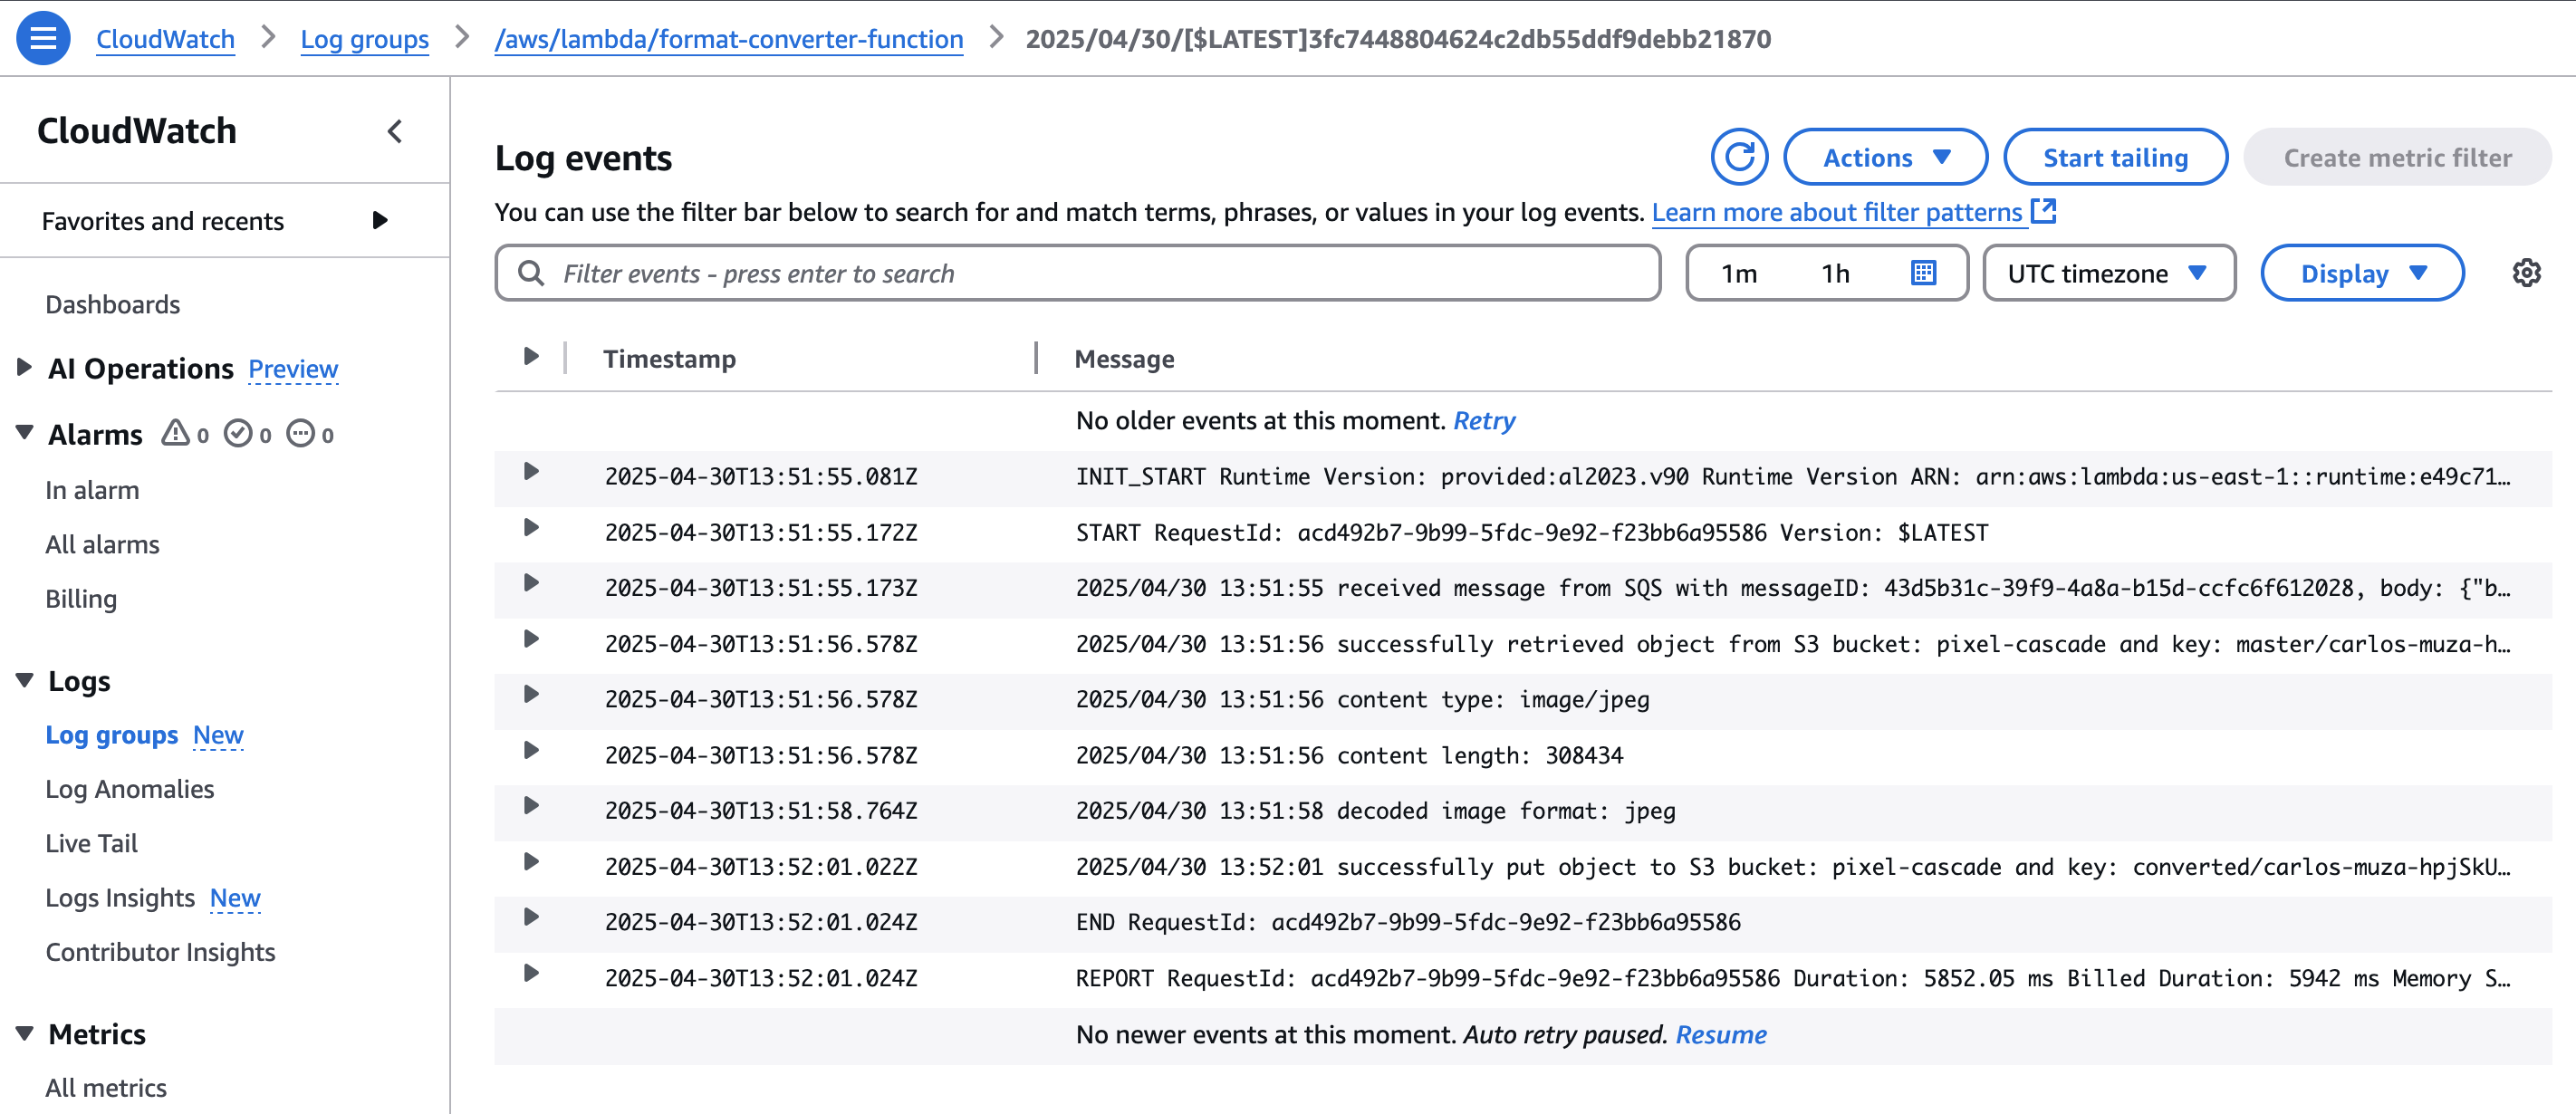 CloudWatch > Log groups > /aws/lambda/format-converter-function > 2025/04/30/[$LATEST]3fc7448804624c2db55ddf9debb21870
CloudWatch
Favorites and recents
Dashboards
AI Operations Preview
Alarms 0 0 0
In alarm
All alarms
Billing
Logs
Log groups New
Log Anomalies
Live Tail
Logs Insights New
Contributor Insights
Metrics
All metrics
Log events
Actions
Start tailing
Create metric filter
You can use the filter bar below to search for and match terms, phrases, or values in your log events. Learn more about filter patterns
Filter events - press enter to search
1m 1h
UTC timezone
Display
Timestamp Message
No older events at this moment. Retry
2025-04-30T13:51:55.081Z INIT_START Runtime Version: provided:al2023.v90 Runtime Version ARN: arn:aws:lambda:us-east-1::runtime:e49c71…
2025-04-30T13:51:55.172Z START RequestId: acd492b7-9b99-5fdc-9e92-f23bb6a95586 Version: $LATEST
2025-04-30T13:51:55.173Z 2025/04/30 13:51:55 received message from SQS with messageID: 43d5b31c-39f9-4a8a-b15d-ccfc6f612028, body: {"b…
2025-04-30T13:51:56.578Z 2025/04/30 13:51:56 successfully retrieved object from S3 bucket: pixel-cascade and key: master/carlos-muza-h…
2025-04-30T13:51:56.578Z 2025/04/30 13:51:56 content type: image/jpeg
2025-04-30T13:51:56.578Z 2025/04/30 13:51:56 content length: 308434
2025-04-30T13:51:58.764Z 2025/04/30 13:51:58 decoded image format: jpeg
2025-04-30T13:52:01.022Z 2025/04/30 13:52:01 successfully put object to S3 bucket: pixel-cascade and key: converted/carlos-muza-hpjSkU…
2025-04-30T13:52:01.024Z END RequestId: acd492b7-9b99-5fdc-9e92-f23bb6a95586
2025-04-30T13:52:01.024Z REPORT RequestId: acd492b7-9b99-5fdc-9e92-f23bb6a95586 Duration: 5852.05 ms Billed Duration: 5942 ms Memory S…
No newer events at this moment. Auto retry paused. Resume